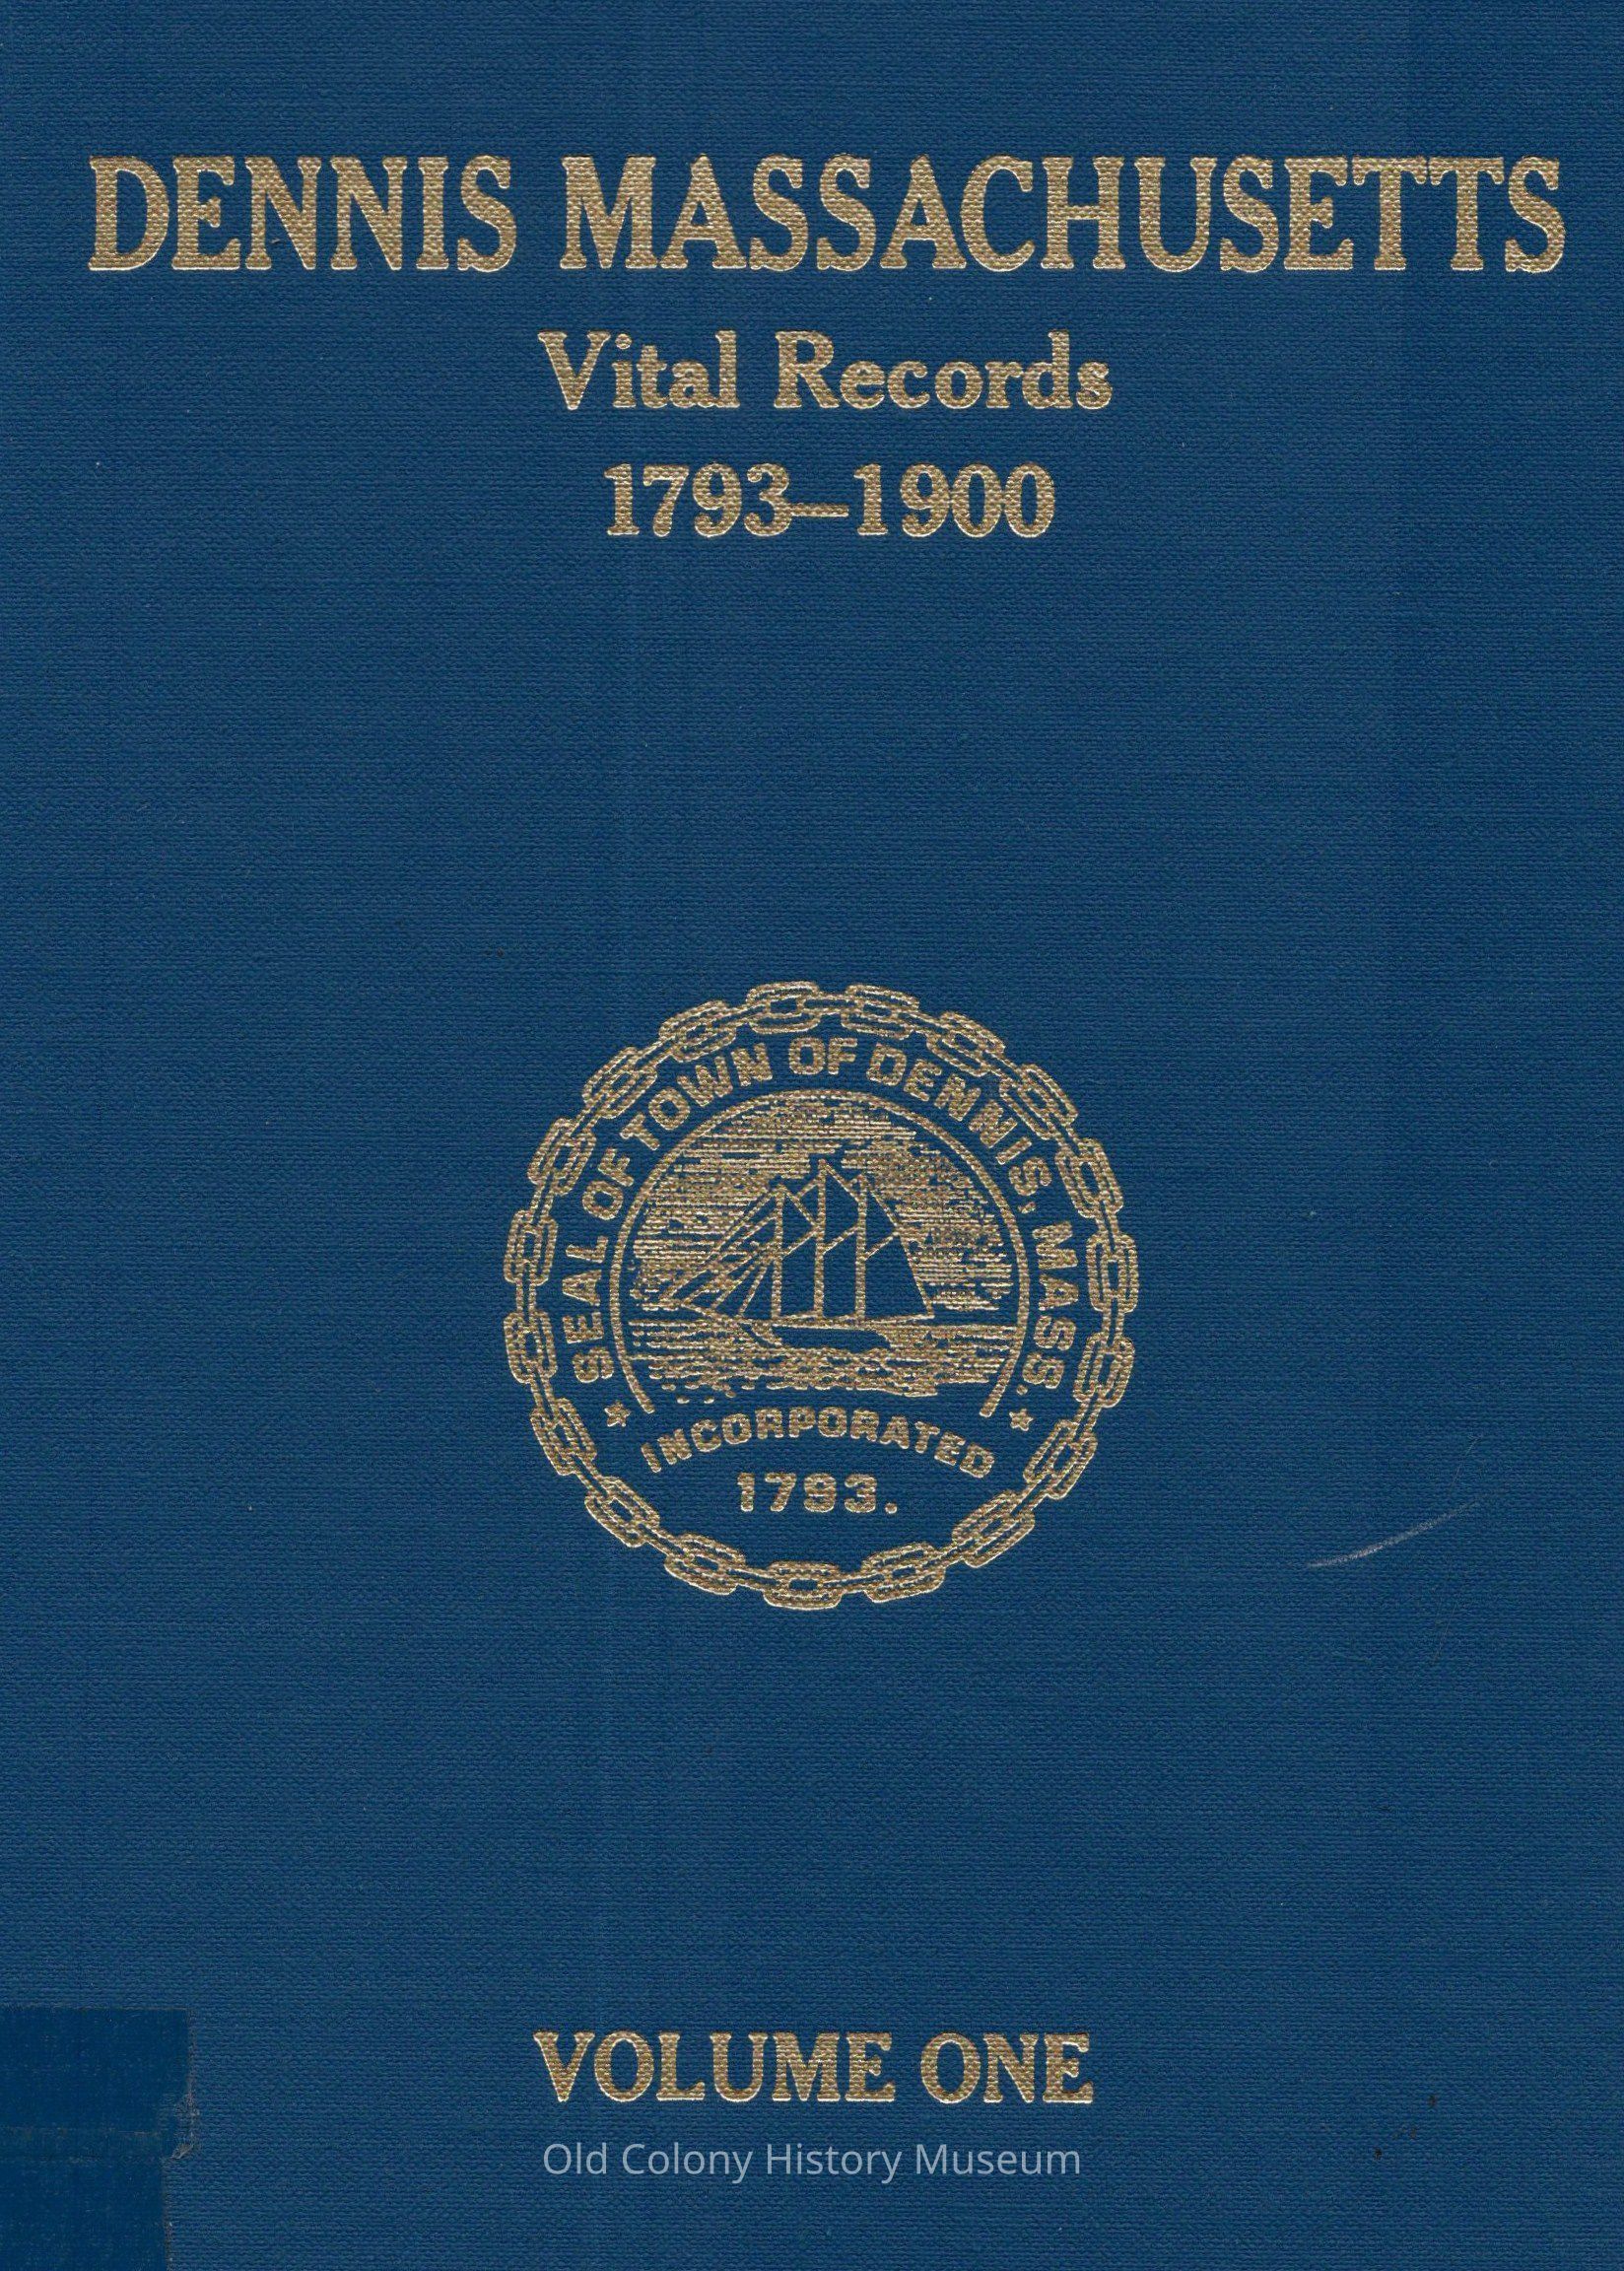 DENNIS MASSACHUSETTS
Vital Records
1793–1900
SEAL OF TOWN OF DENNIS, MASS.
INCORPORATED
1793.
VOLUME ONE
Old Colony History Museum